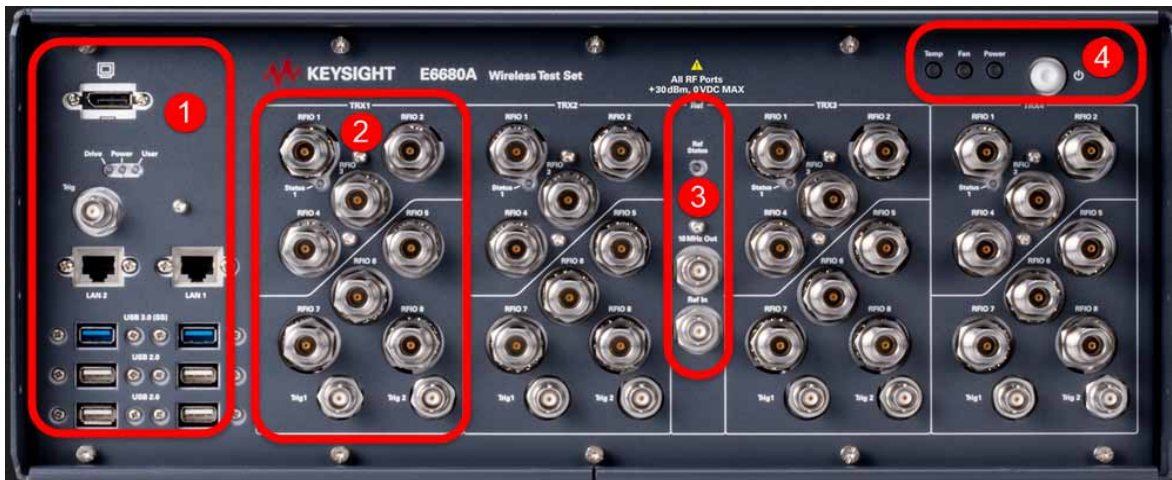 1
Drive Power User
Trig
LAN 2 LAN 1
USB 3.0 (SS)
USB 2.0
USB 2.0
KEYSIGHT E6680A Wireless Test Set
All RF Ports
+30 dBm, 0 VDC MAX
Temp Fan Power
4
TRX1
2
RFIO 1 RFIO 2
RFIO
3
Status
1
RFIO 4 RFIO 5
RFIO 6
RFIO 7 RFIO 8
Trig1 Trig 2
TRX2
RFIO 1 RFIO 2
RFIO
3
Status
1
RFIO 4 RFIO 5
RFIO 6
RFIO 7 RFIO 8
Trig1 Trig 2
Ref
Ref
Status
3
10 MHz Out
Ref In
TRX3
RFIO 1 RFIO 2
RFIO
3
Status
1
RFIO 4 RFIO 5
RFIO 6
RFIO 7 RFIO 8
Trig1 Trig 2
TRX4
RFIO 1 RFIO 2
RFIO
3
Status
1
RFIO 4 RFIO 5
RFIO 6
RFIO 7 RFIO 8
Trig1 Trig 2